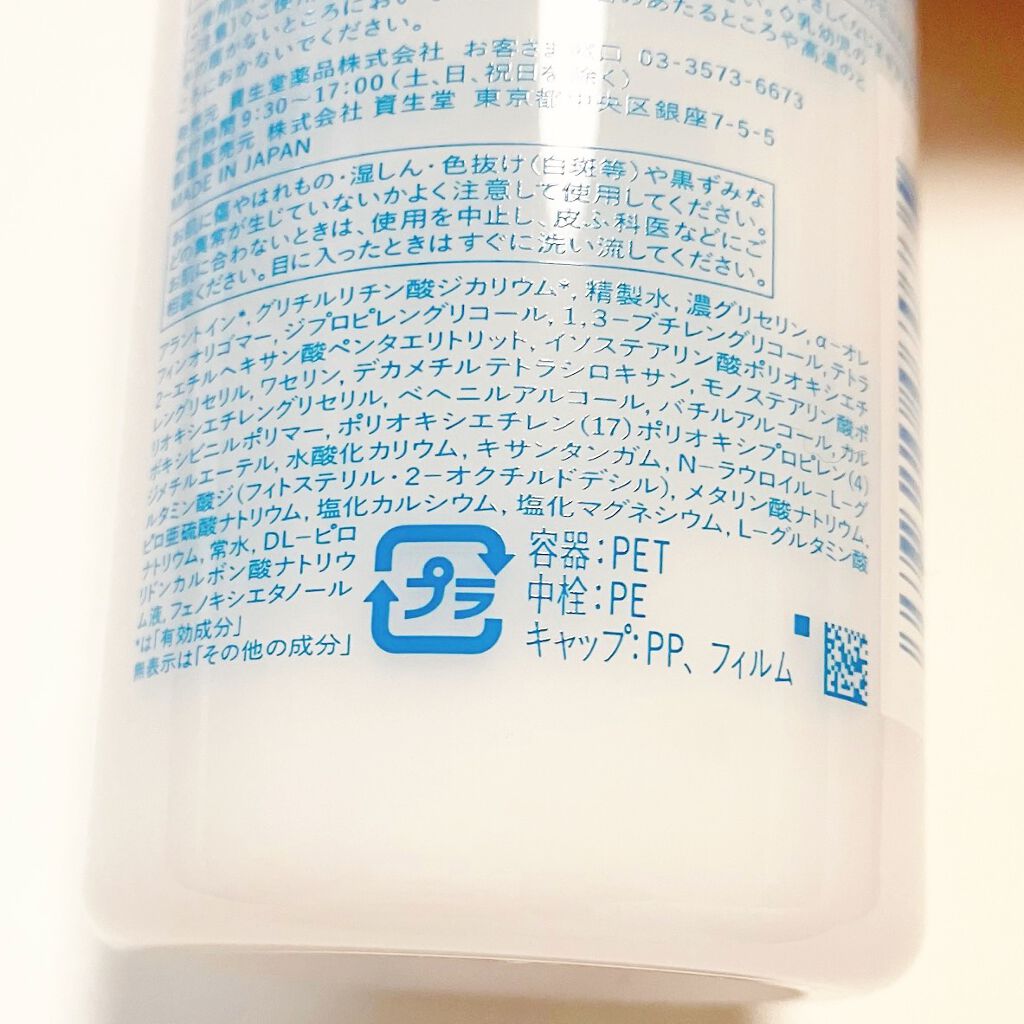 ころにおかないでください。
発売元 資生堂薬品株式会社 お客さま窓口 03-3573-6673
受付時間9:30~17:00(土、日、祝日を除く)
製造販売元 株式会社 資生堂 東京都中央区銀座7-5-5
MADE IN JAPAN
お肌に傷やはれもの・湿しん・色抜け(白斑等)や黒ずみな
どの異常が生じていないかよく注意して使用してください。
お肌に合わないときは、使用を中止し、皮ふ科医などにご
相談ください。目に入ったときはすぐに洗い流してください。
アラントイン*, グリチルリチン酸ジカリウム*, 精製水, 濃グリセリン, α-オレ
フィンオリゴマー, ジプロピレングリコール, 1,3-ブチレングリコール, テトラ
2-エチルヘキサン酸ペンタエリトリット, イソステアリン酸ポリオキシエチ
レングリセリル, ワセリン, デカメチルテトラシロキサン, モノステアリン酸ポ
リオキシエチレングリセリル, ベヘニルアルコール, バチルアルコール, カル
ボキシビニルポリマー, ポリオキシエチレン(17)ポリオキシプロピレン(4)
ジメチルエーテル, 水酸化カリウム, キサンタンガム, N-ラウロイル-L-グ
ルタミン酸ジ(フィトステリル・2-オクチルドデシル), メタリン酸ナトリウム,
ピロ亜硫酸ナトリウム, 塩化カルシウム, 塩化マグネシウム, L-グルタミン酸
ナトリウム, 常水, DL-ピロ
リドンカルボン酸ナトリウ
ム液, フェノキシエタノール
*は「有効成分」
無表示は「その他の成分」
プラ
容器:PET
中栓:PE
キャップ:PP、フィルム